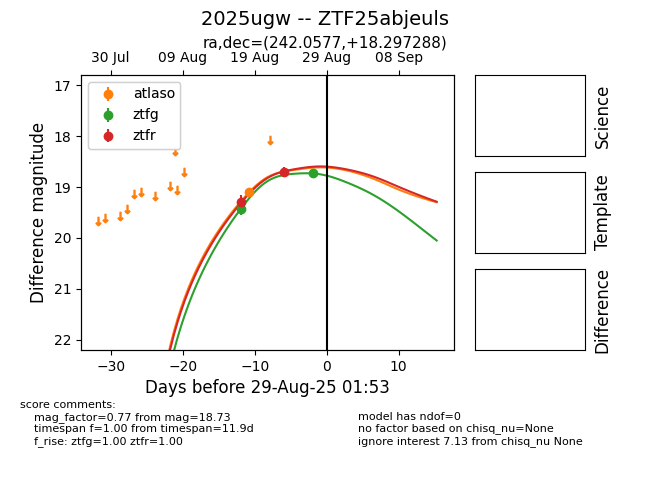 2025ugw -- ZTF25abjeuls
ra,dec=(242.0577,+18.297288)
30 Jul 09 Aug 19 Aug 29 Aug 08 Sep
atlaso
ztfg
ztfr
17
18
19
20
21
22
Difference magnitude
−30 −20 −10 0 10
Days before 29-Aug-25 01:53
Science
Template
Difference
score comments:
mag_factor=0.77 from mag=18.73
timespan f=1.00 from timespan=11.9d
f_rise: ztfg=1.00 ztfr=1.00
model has ndof=0
no factor based on chisq_nu=None
ignore interest 7.13 from chisq_nu None